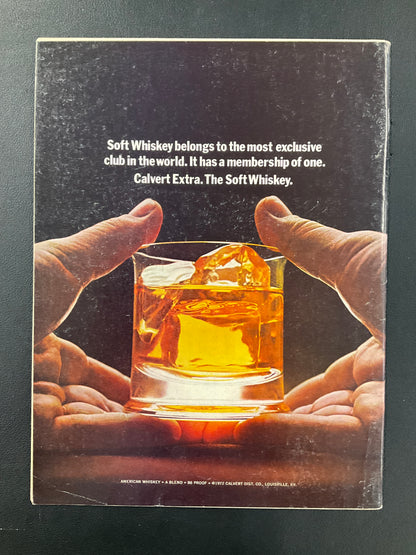 Soft Whiskey belongs to the most exclusive
club in the world. It has a membership of one.
Calvert Extra. The Soft Whiskey.
AMERICAN WHISKEY • A BLEND • 86 PROOF • ©1972 CALVERT DIST. CO., LOUISVILLE, KY.